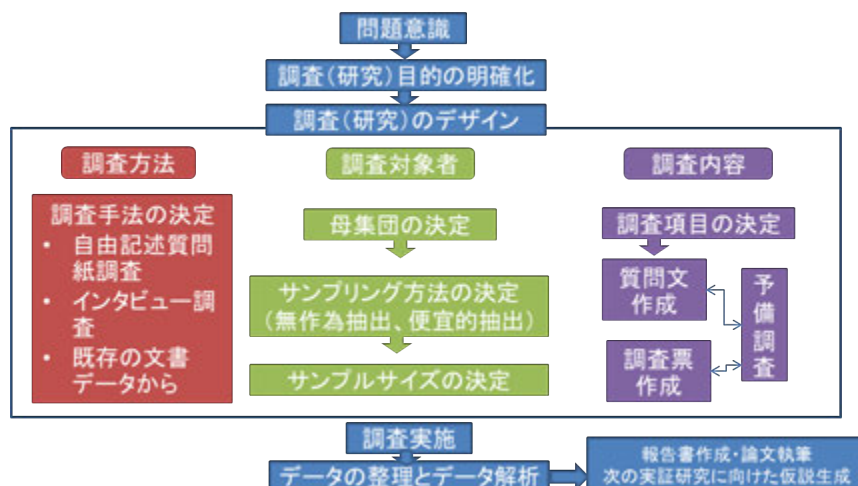 問題意識
調査(研究)目的の明確化
調査(研究)のデザイン
調査方法
調査手法の決定
• 自由記述質問
紙調査
• インタビュー調
査
• 既存の文書
データから
調査対象者
母集団の決定
サンプリング方法の決定
(無作為抽出、便宜的抽出)
サンプルサイズの決定
調査内容
調査項目の決定
質問文
作成
調査票
作成
予備調査
調査実施
データの整理とデータ解析
報告書作成・論文執筆
次の実証研究に向けた仮説生成